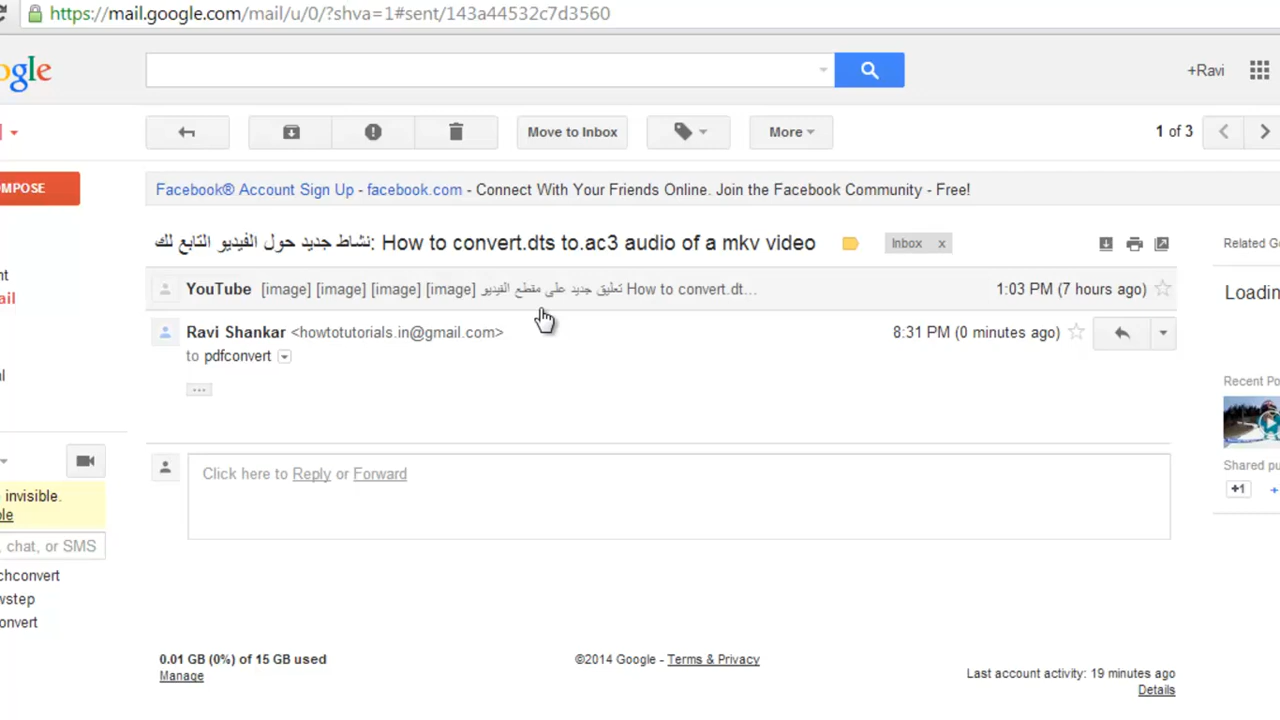 https://mail.google.com/mail/u/0/?shva=1#sent/143a44532c7d3560
ogle
+Ravi
Move to Inbox
More
1 of 3
OMPOSE
Facebook® Account Sign Up - facebook.com - Connect With Your Friends Online. Join the Facebook Community - Free!
نشاط جديد حول الفيديو التابع لك: How to convert.dts to.ac3 audio of a mkv video
Inbox x
Related Go
nt
ail
YouTube [image] [image] [image] [image] تعليق جديد على مقطع الفيديو How to convert.dt...
1:03 PM (7 hours ago)
Loadin
Ravi Shankar <howtotutorials.in@gmail.com>
8:31 PM (0 minutes ago)
to pdfconvert
...
Recent Po
Click here to Reply or Forward
Shared pu
+1
invisible.
ble
, chat, or SMS
chconvert
wstep
onvert
0.01 GB (0%) of 15 GB used
Manage
©2014 Google - Terms & Privacy
Last account activity: 19 minutes ago
Details